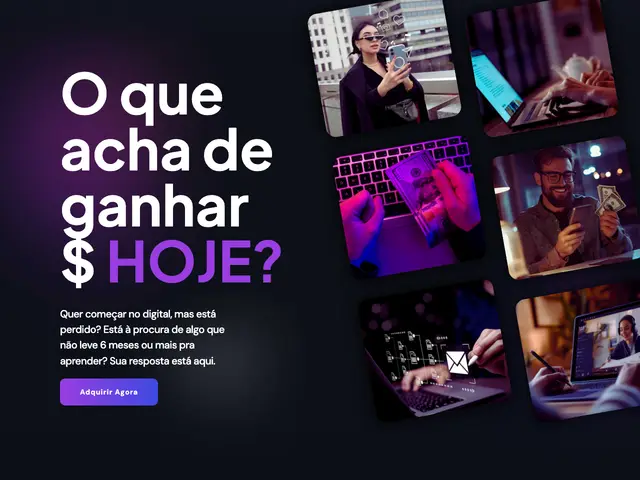 O que
acha de
ganhar
$ HOJE?
Quer começar no digital, mas está
perdido? Está à procura de algo que
não leve 6 meses ou mais pra
aprender? Sua resposta está aqui.
Adquirir Agora